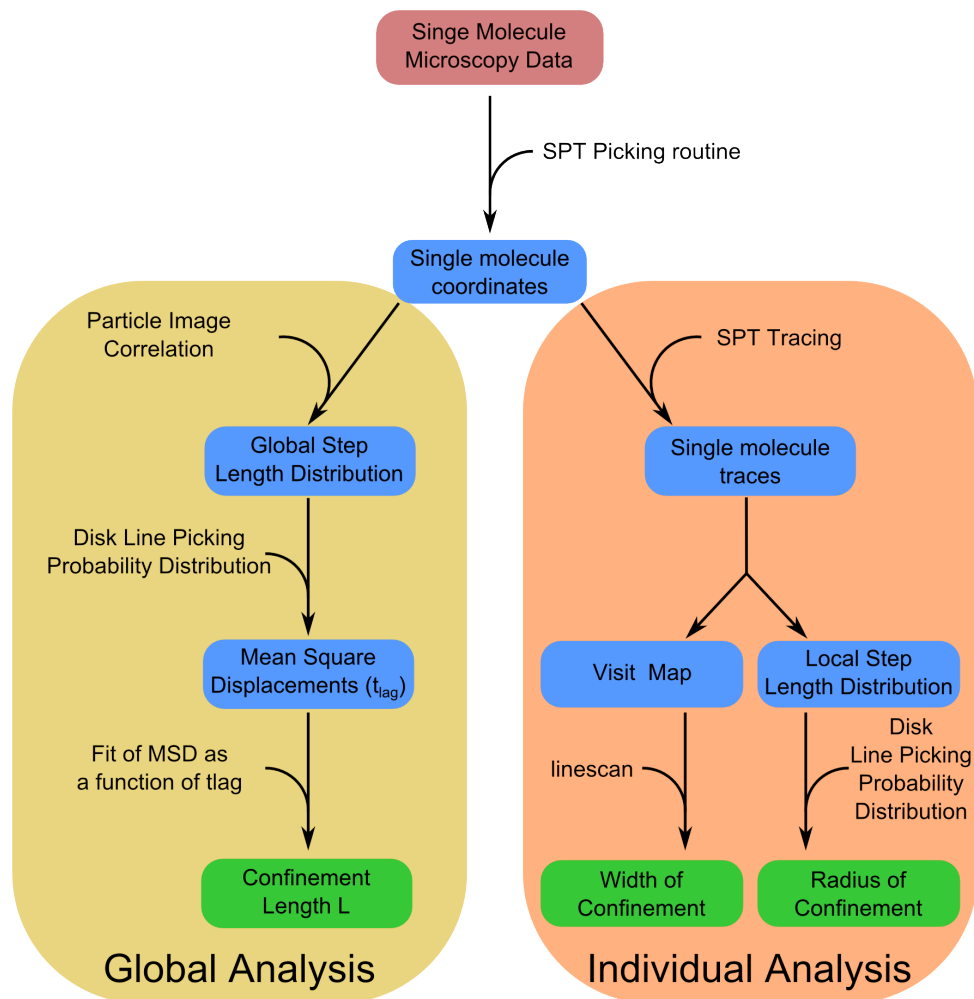 Singe Molecule
Microscopy Data
SPT Picking routine
Single molecule
coordinates
Particle Image
Correlation
SPT Tracing
Global Step
Length Distribution
Single molecule
traces
Disk Line Picking
Probability Distribution
Mean Square
Displacements (tlag)
Visit Map
Local Step
Length Distribution
Fit of MSD as
a function of tlag
linescan
Disk
Line Picking
Probability
Distribution
Confinement
Length L
Width of
Confinement
Radius of
Confinement
Global Analysis
Individual Analysis